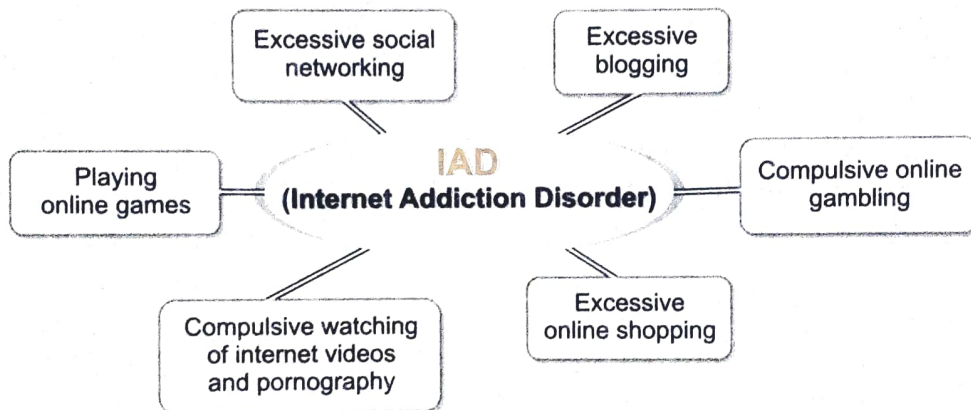 Excessive social
networking
Excessive
blogging
IAD
(Internet Addiction Disorder)
Playing
online games
Compulsive online
gambling
Compulsive watching
of internet videos
and pornography
Excessive
online shopping